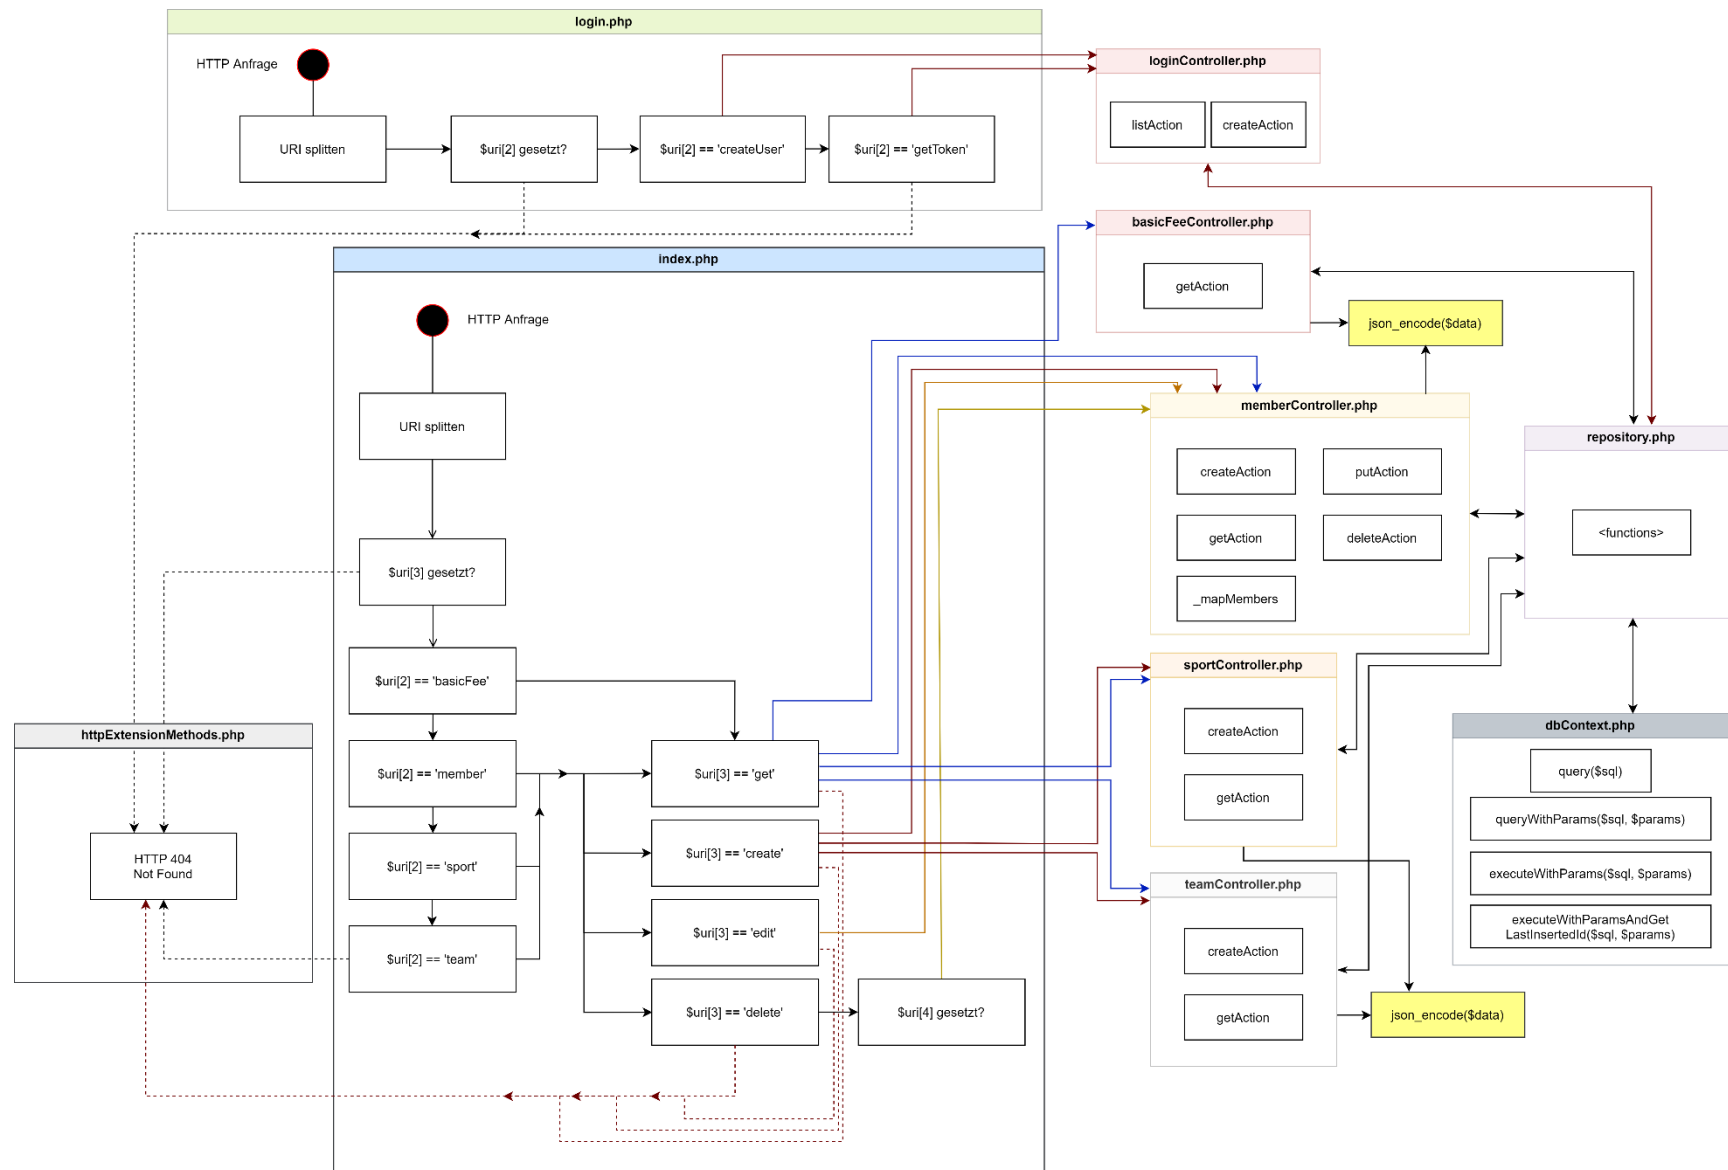 login.php
HTTP Anfrage
URI splitten
$uri[2] gesetzt?
$uri[2] == 'createUser'
$uri[2] == 'getToken'
loginController.php
listAction
createAction
basicFeeController.php
getAction
json_encode($data)
index.php
HTTP Anfrage
URI splitten
$uri[3] gesetzt?
$uri[2] == 'basicFee'
$uri[2] == 'member'
$uri[2] == 'sport'
$uri[2] == 'team'
$uri[3] == 'get'
$uri[3] == 'create'
$uri[3] == 'edit'
$uri[3] == 'delete'
$uri[4] gesetzt?
httpExtensionMethods.php
HTTP 404
Not Found
memberController.php
createAction
putAction
getAction
deleteAction
_mapMembers
repository.php
<functions>
sportController.php
createAction
getAction
teamController.php
createAction
getAction
json_encode($data)
dbContext.php
query($sql)
queryWithParams($sql, $params)
executeWithParams($sql, $params)
executeWithParamsAndGet
LastInsertedId($sql, $params)